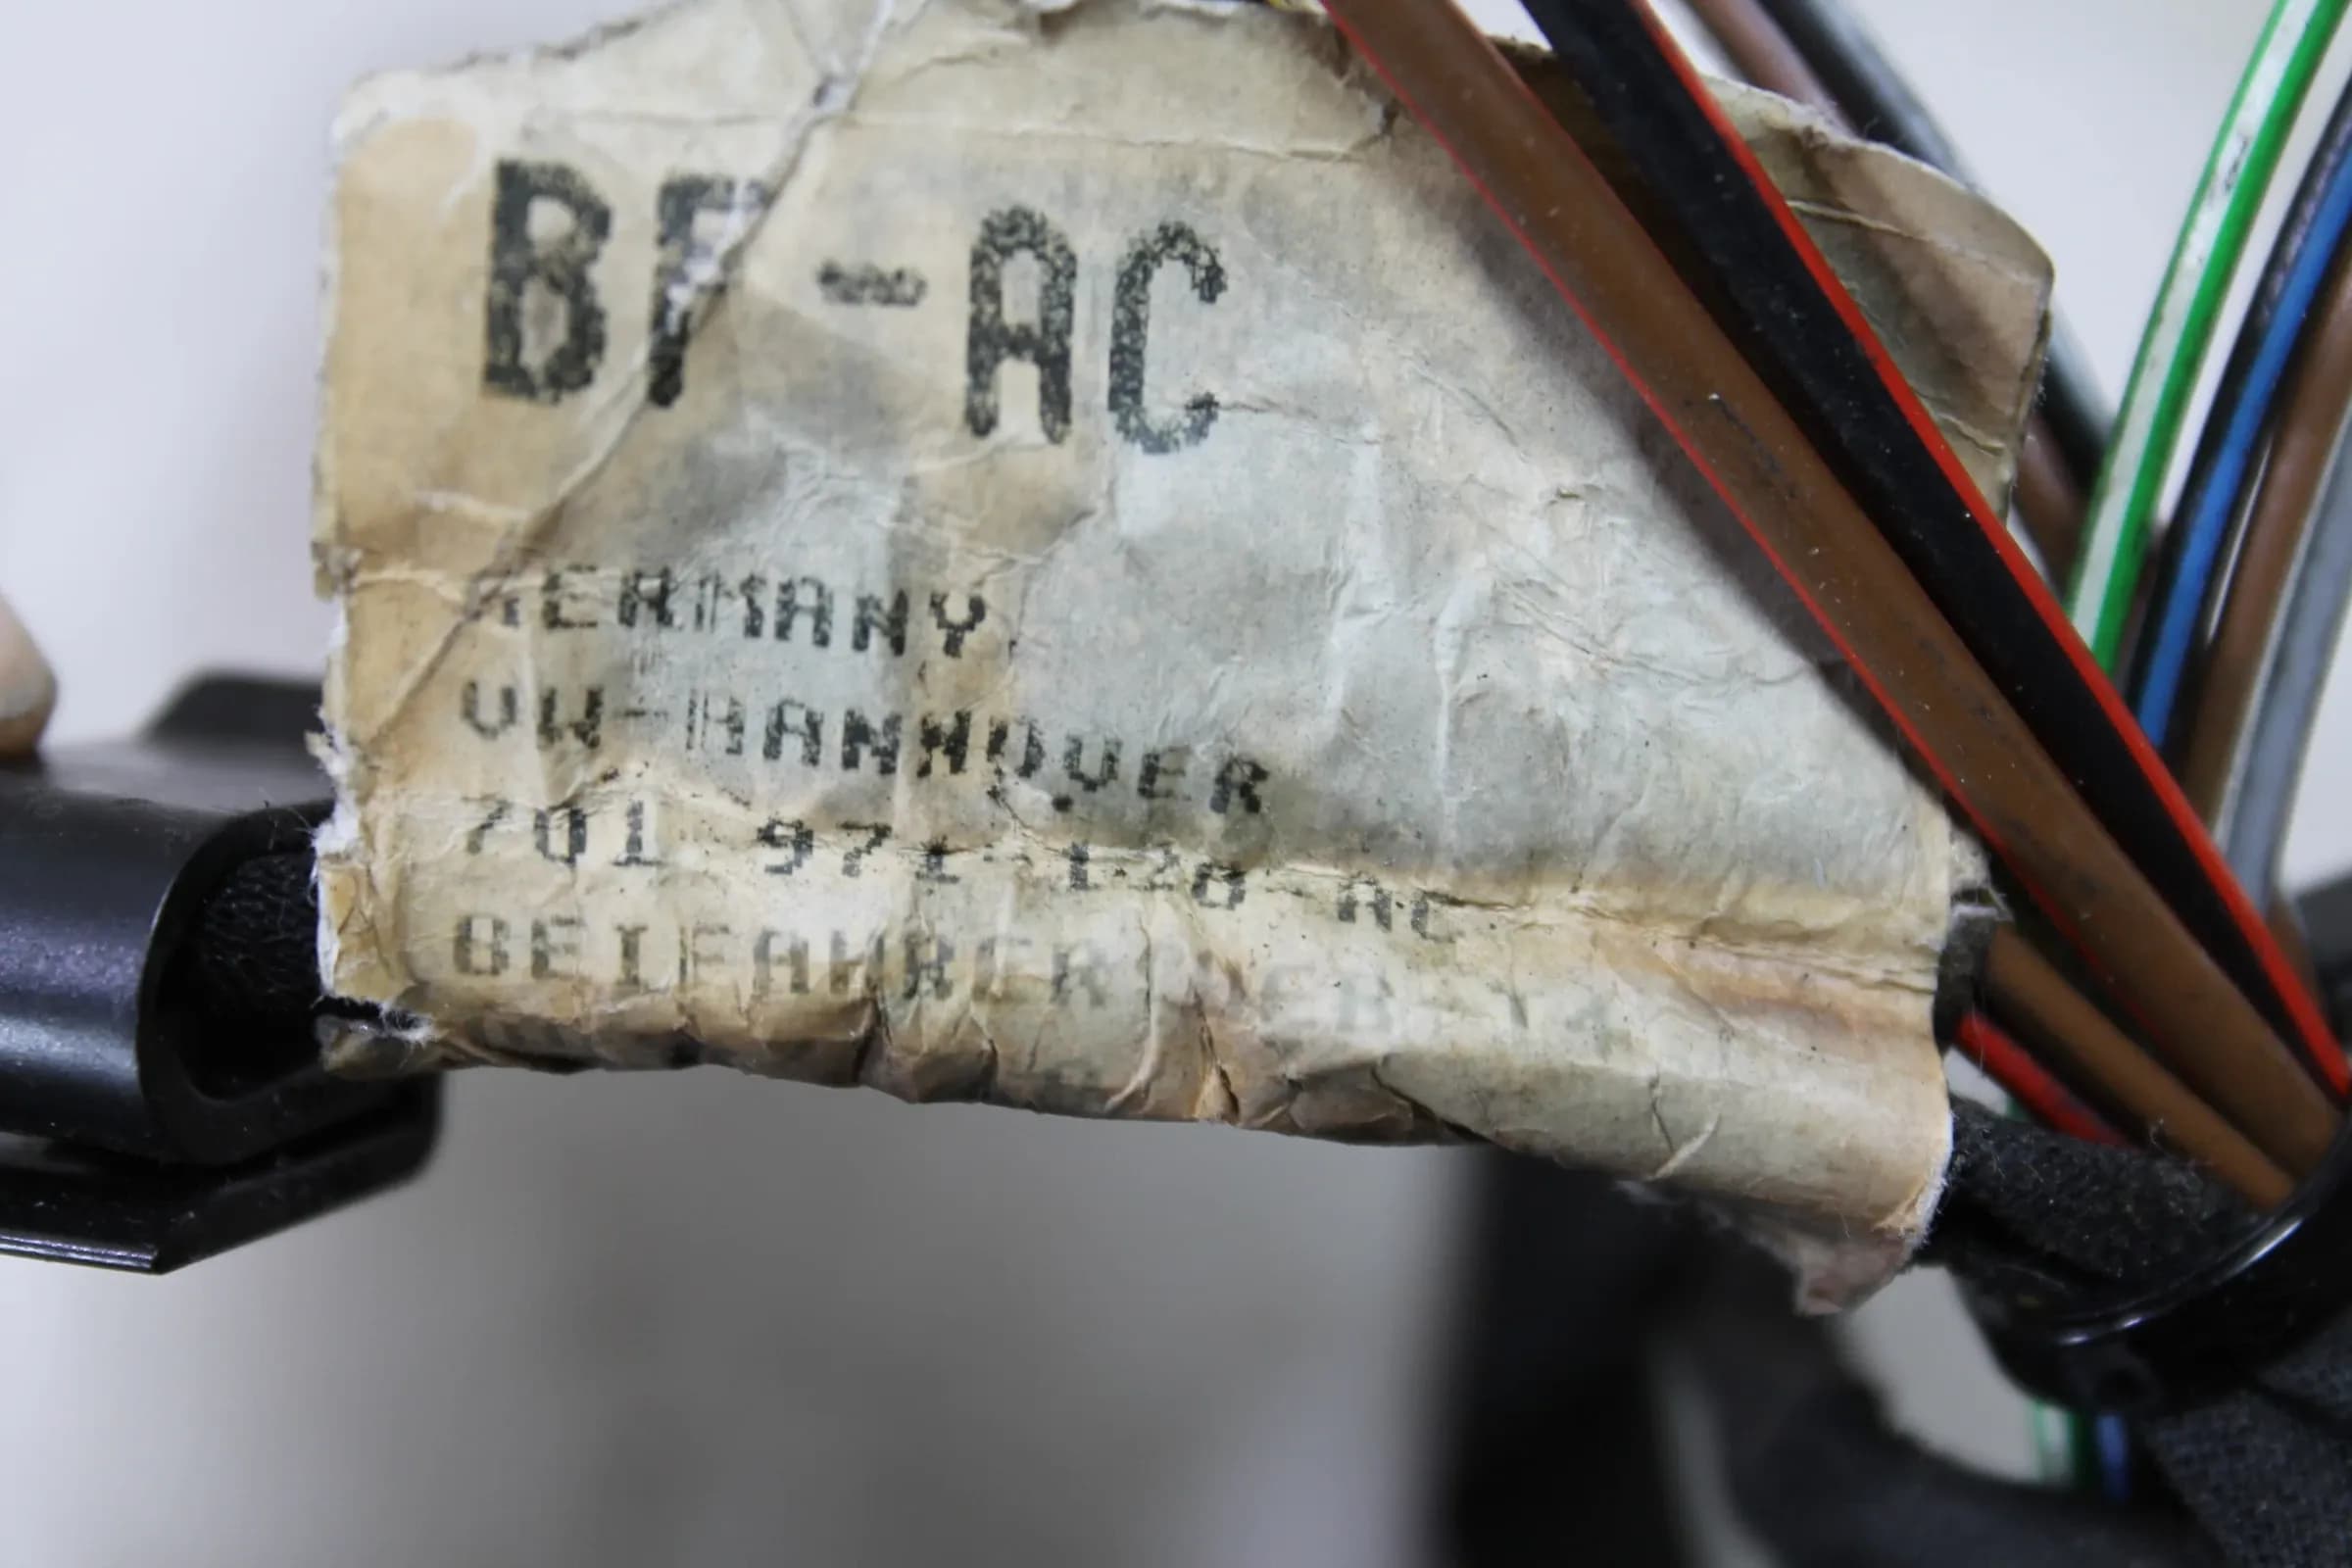 BF-AC
GERMANY
VW-HANNOVER
701 971 120 AC
BEIFAHRER